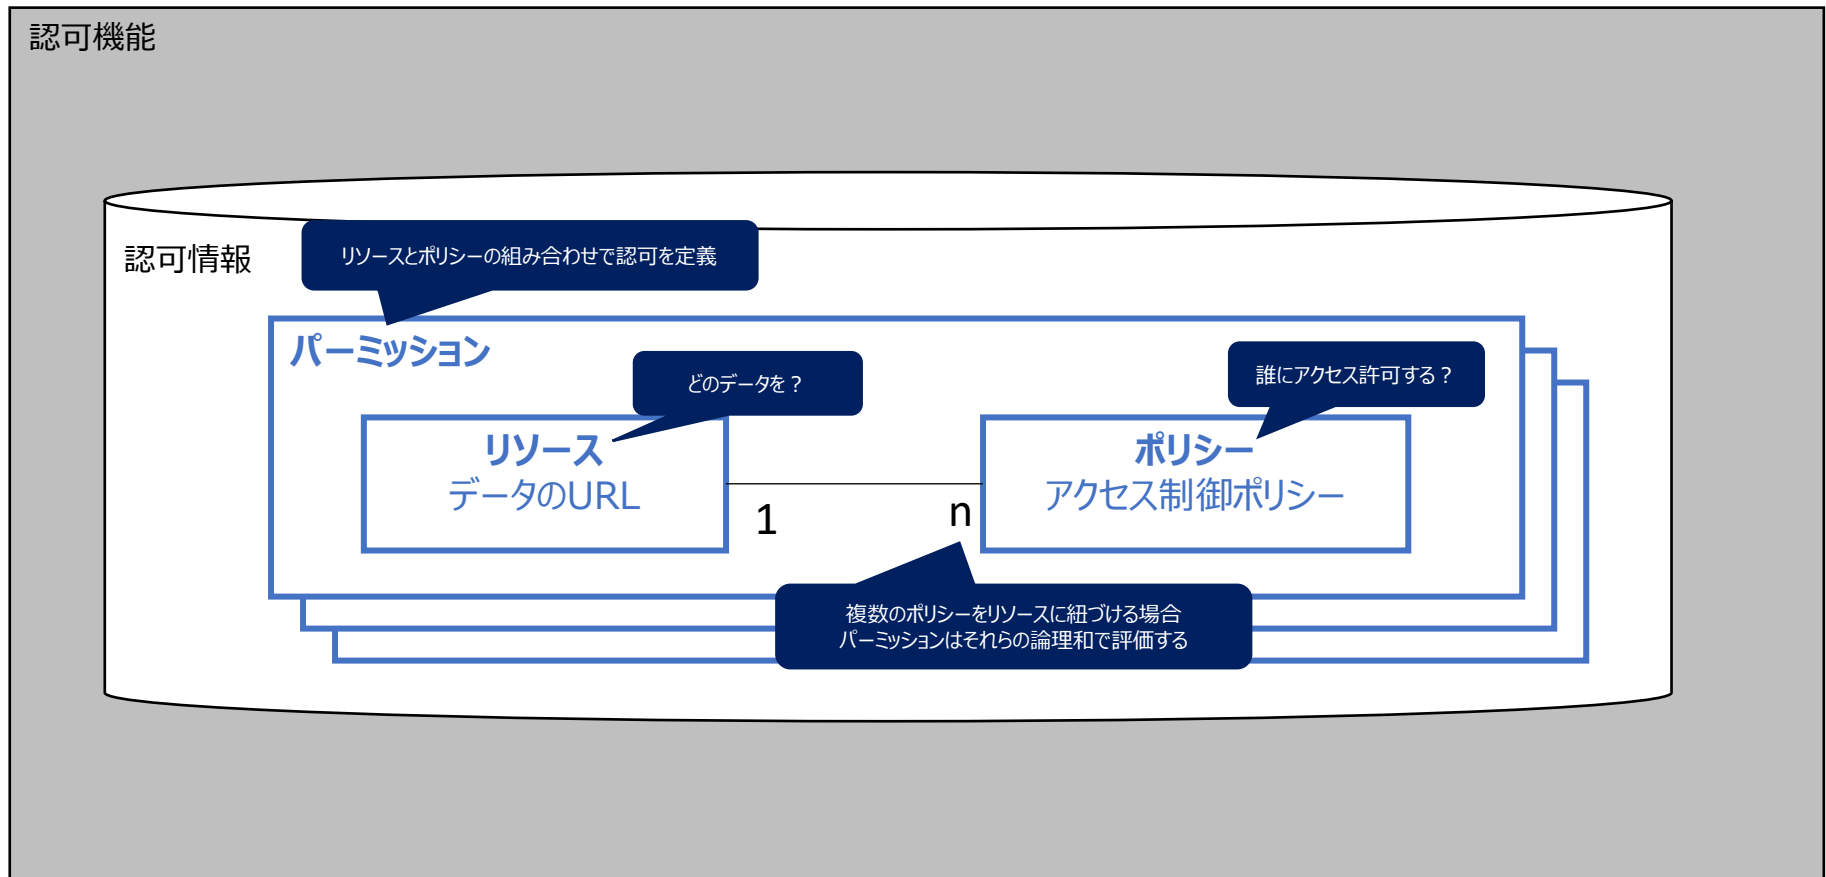 認可機能
認可情報
リソースとポリシーの組み合わせで認可を定義
パーミッション
どのデータを？
誰にアクセス許可する？
リソース
データのURL
ポリシー
アクセス制御ポリシー
1
n
複数のポリシーをリソースに紐づける場合
パーミッションはそれらの論理和で評価する